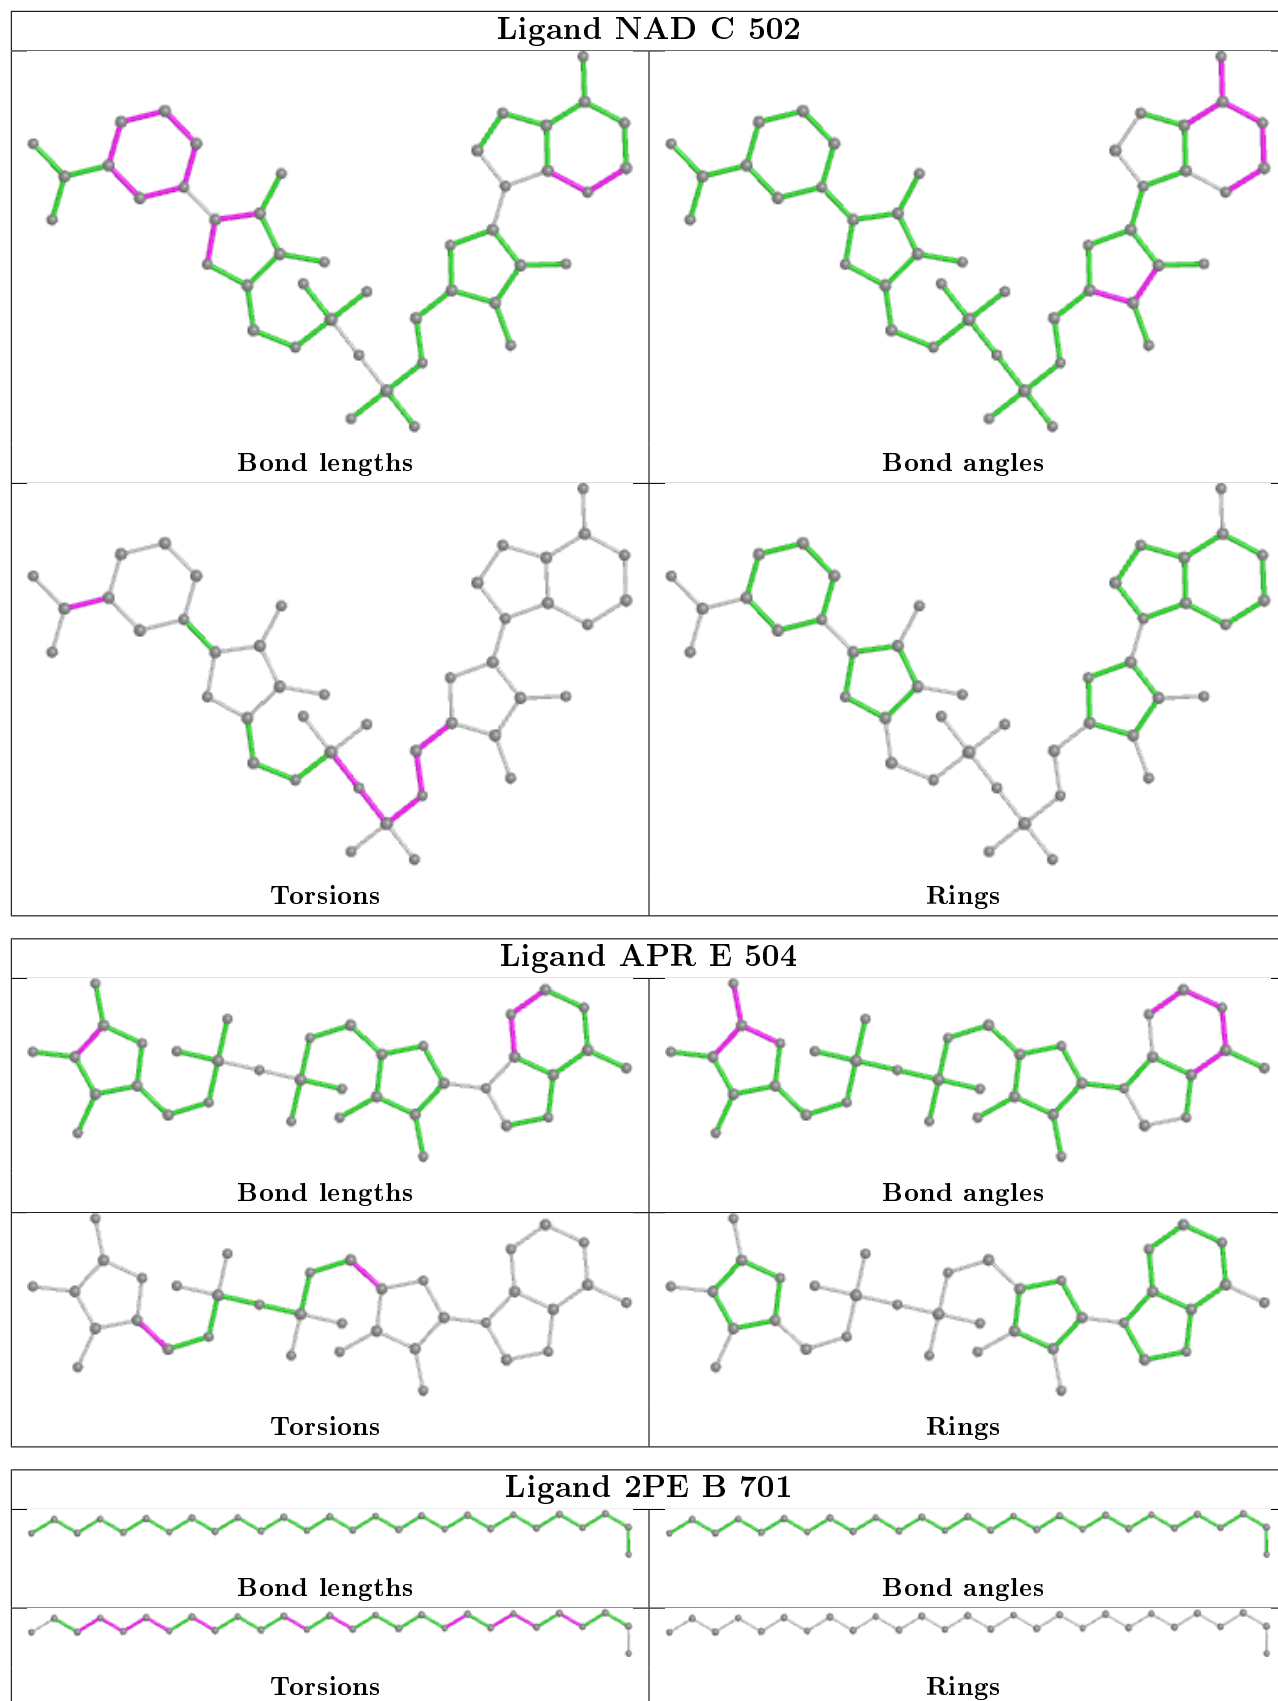 Ligand NAD C 502
Bond lengths
Bond angles
Torsions
Rings
Ligand APR E 504
Bond lengths
Bond angles
Torsions
Rings
Ligand 2PE B 701
Bond lengths
Bond angles
Torsions
Rings